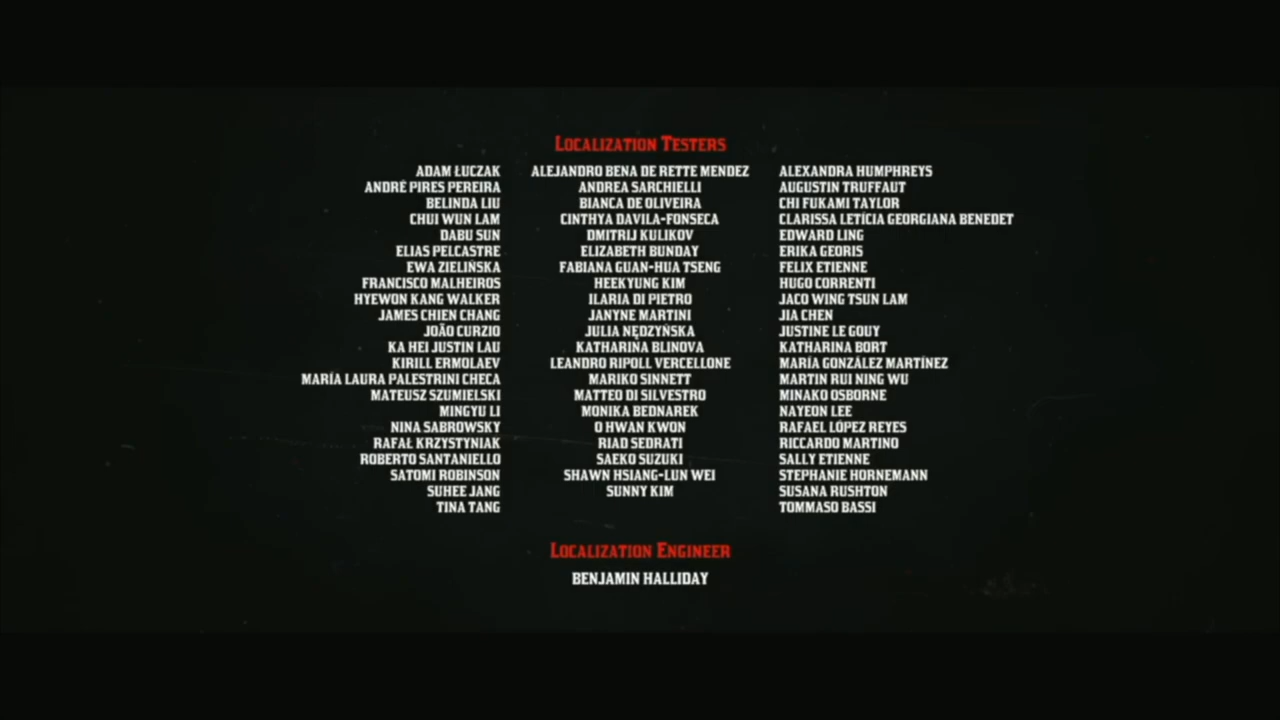 LOCALIZATION TESTERS
ADAM ŁUCZAK ALEJANDRO BENA DE RETTE MENDEZ ALEXANDRA HUMPHREYS
ANDRÉ PIRES PEREIRA ANDREA SARCHIELLI AUGUSTIN TRUFFAUT
BELINDA LIU BIANCA DE OLIVEIRA CHI FUKAMI TAYLOR
CHUI WUN LAM CINTHYA DAVILA-FONSECA CLARISSA LETÍCIA GEORGIANA BENEDET
DABU SUN DMITRIJ KULIKOV EDWARD LING
ELIAS PELCASTRE ELIZABETH BUNDAY ERIKA GEORIS
EWA ZIELIŃSKA FABIANA GUAN-HUA TSENG FELIX ETIENNE
FRANCISCO MALHEIROS HEEKYUNG KIM HUGO CORRENTI
HYEWON KANG WALKER ILARIA DI PIETRO JACO WING TSUN LAM
JAMES CHIEN CHANG JANYNE MARTINI JIA CHEN
JOÃO CURZIO JULIA NĘDZYŃSKA JUSTINE LE GOUY
KA HEI JUSTIN LAU KATHARINA BLINOVA KATHARINA BORT
KIRILL ERMOLAEV LEANDRO RIPOLL VERCELLONE MARÍA GONZÁLEZ MARTÍNEZ
MARÍA LAURA PALESTRINI CHECA MARIKO SINNETT MARTIN RUI NING WU
MATEUSZ SZUMIELSKI MATTEO DI SILVESTRO MINAKO OSBORNE
MINGYU LI MONIKA BEDNAREK NAYEON LEE
NINA SABROWSKY O HWAN KWON RAFAEL LÓPEZ REYES
RAFAŁ KRZYSTYNIAK RIAD SEDRATI RICCARDO MARTINO
ROBERTO SANTANIELLO SAEKO SUZUKI SALLY ETIENNE
SATOMI ROBINSON SHAWN HSIANG-LUN WEI STEPHANIE HORNEMANN
SUHEE JANG SUNNY KIM SUSANA RUSHTON
TINA TANG TOMMASO BASSI
LOCALIZATION ENGINEER
BENJAMIN HALLIDAY